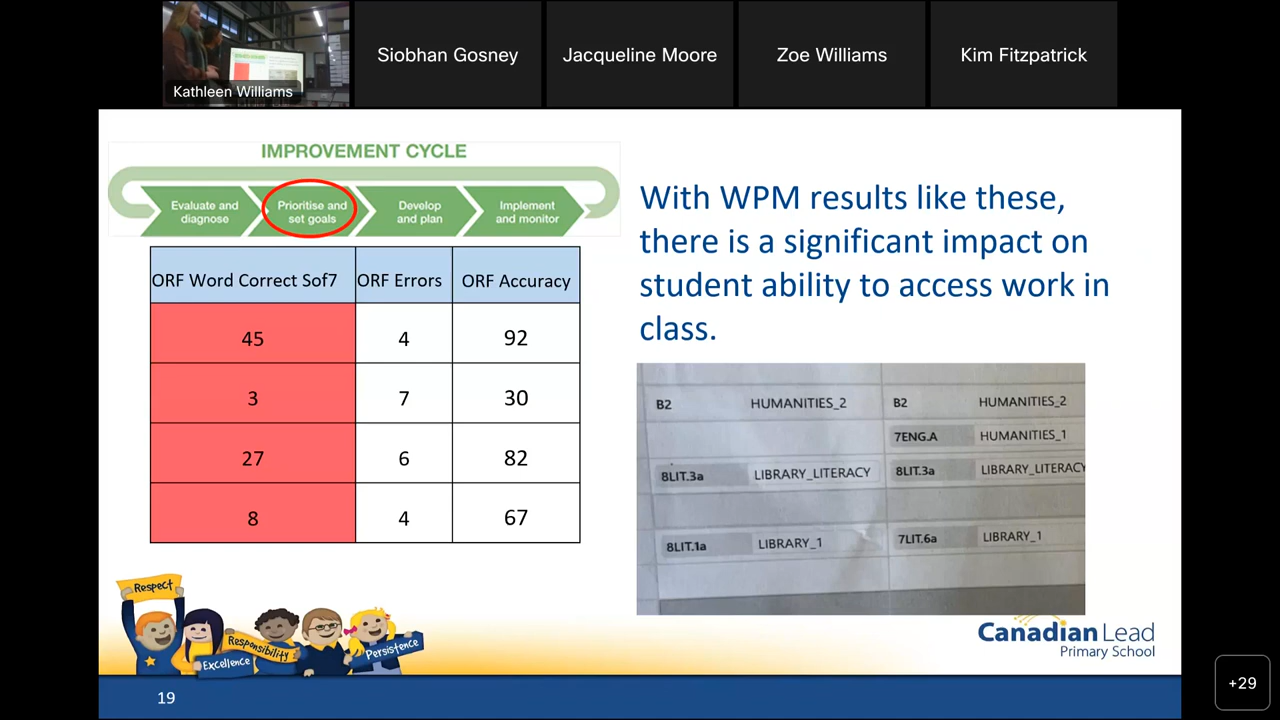 Kathleen Williams
Siobhan Gosney
Jacqueline Moore
Zoe Williams
Kim Fitzpatrick
IMPROVEMENT CYCLE
Evaluate and
diagnose
Prioritise and
set goals
Develop
and plan
Implement
and monitor
ORF Word Correct Sof7 ORF Errors ORF Accuracy
45 4 92
3 7 30
27 6 82
8 4 67
With WPM results like these,
there is a significant impact on
student ability to access work in
class.
B2 HUMANITIES_2 B2 HUMANITIES_2
7ENG.A HUMANITIES_1
8LIT.3a LIBRARY_LITERACY 8LIT.3a LIBRARY_LITERACY
8LIT.1a LIBRARY_1 7LIT.6a LIBRARY_1
Respect
Excellence
Responsibility
Persistence
Canadian Lead
Primary School
19
+29